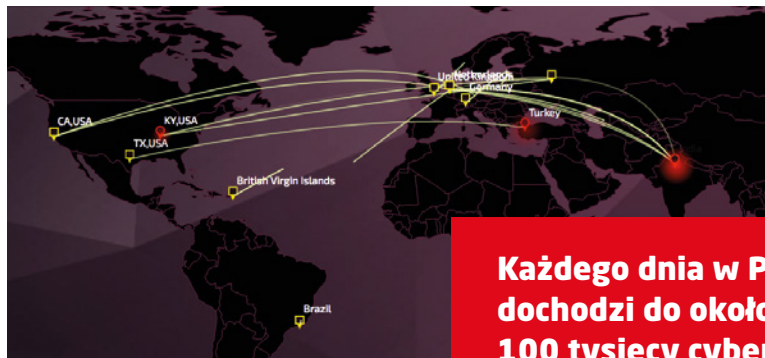 Netherlands
United Kingdom
Germany
CA,USA
KY,USA
TX,USA
Turkey
British Virgin Islands
Brazil
Każdego dnia w P
dochodzi do około
100 tysięcy cyber